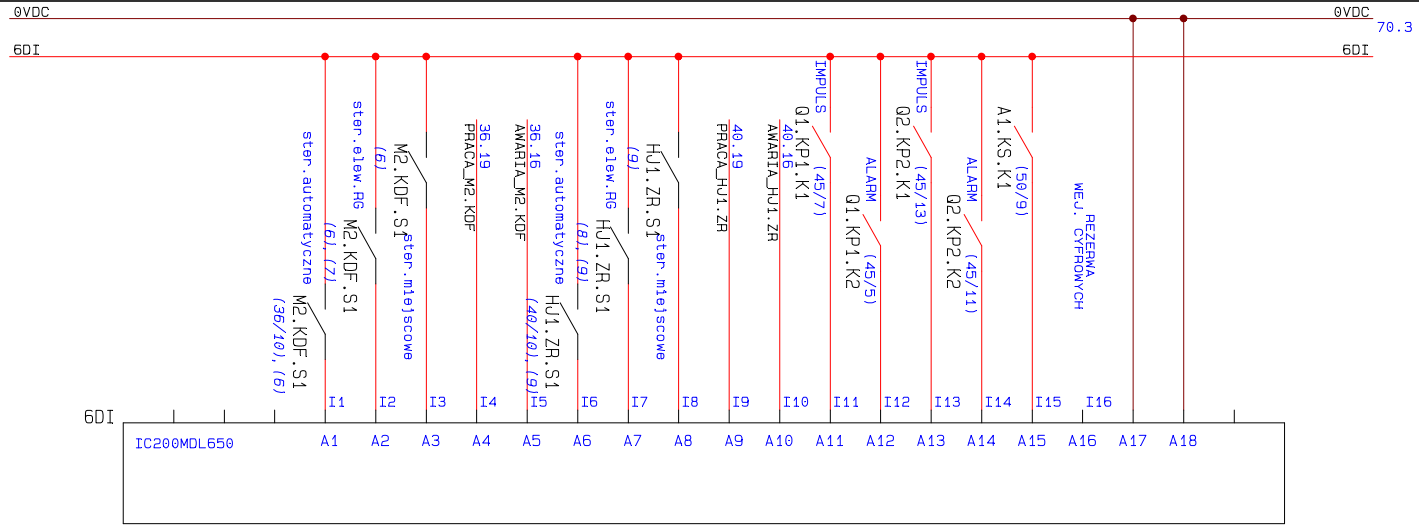 0VDC
0VDC
70.3
6DI
6DI
ster.automatyczne
M2.KDF.S1
(36/10),(6)
ster.elew.RG
M2.KDF.S1
(6),(7)
M2.KDF.S1
(6)
ster.miejscowe
36.19
PRACA_M2.KDF
36.16
AWARIA_M2.KDF
ster.automatyczne
HJ1.ZR.S1
(40/10),(9)
ster.elew.RG
HJ1.ZR.S1
(8),(9)
HJ1.ZR.S1
(9)
ster.miejscowe
40.19
PRACA_HJ1.ZR
40.16
AWARIA_HJ1.ZR
IMPULS
Q1.KP1.K1
(45/7)
ALARM
Q1.KP1.K2
(45/5)
IMPULS
Q2.KP2.K1
(45/13)
ALARM
Q2.KP2.K2
(45/11)
A1.KS.K1
(50/9)
REZERWA
WEJ. CYFROWYCH
I1 I2 I3 I4 I5 I6 I7 I8 I9 I10 I11 I12 I13 I14 I15 I16
6DI
IC200MDL650
A1 A2 A3 A4 A5 A6 A7 A8 A9 A10 A11 A12 A13 A14 A15 A16 A17 A18